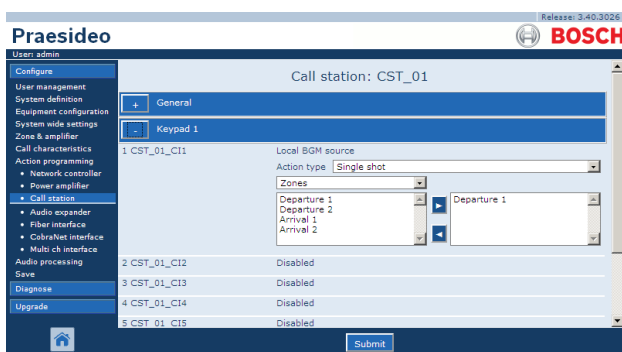 Release: 3.40.3026
Praesideo
BOSCH
User: admin
Configure
User management
System definition
Equipment configuration
System wide settings
Zone & amplifier
Call characteristics
Action programming
• Network controller
• Power amplifier
• Call station
• Audio expander
• Fiber interface
• CobraNet interface
• Multi ch interface
Audio processing
Save
Diagnose
Upgrade
Call station: CST_01
+ General
- Keypad 1
1 CST_01_CI1 Local BGM source
Action type Single shot
Zones
Departure 1
Departure 2
Arrival 1
Arrival 2
Departure 1
2 CST_01_CI2 Disabled
3 CST_01_CI3 Disabled
4 CST_01_CI4 Disabled
5 CST_01_CI5 Disabled
Submit